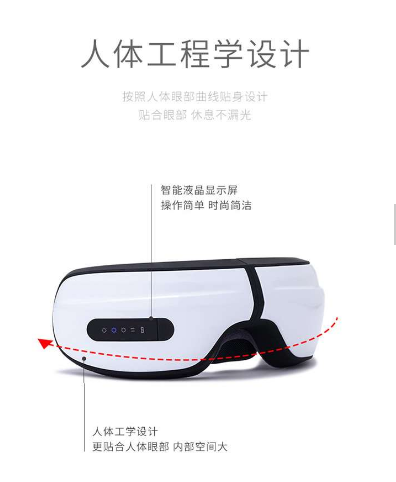 人体工程学设计
按照人体眼部曲线贴身设计
贴合眼部 休息不漏光
智能液晶显示屏
操作简单 时尚简洁
人体工学设计
更贴合人体眼部 内部空间大